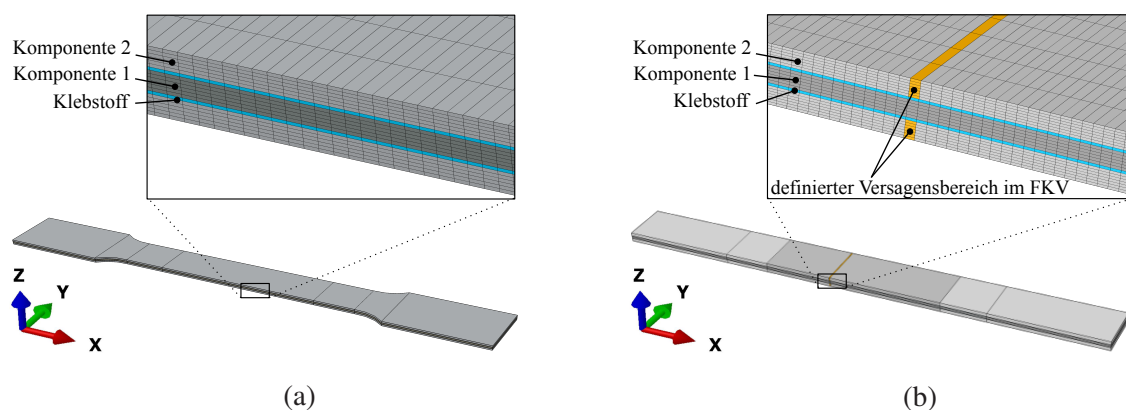 Komponente 2
Komponente 1
Klebstoff
Z
Y
X
(a)
Komponente 2
Komponente 1
Klebstoff
definierter Versagensbereich im FKV
Z
Y
X
(b)